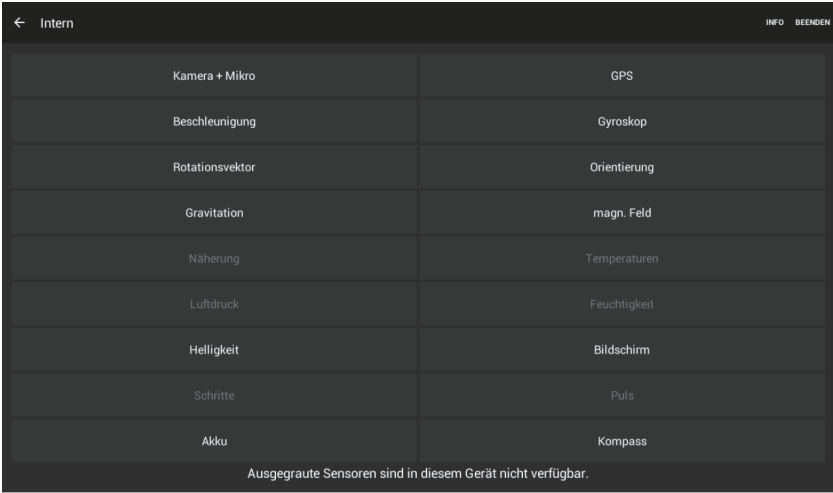 Intern INFO BEENDEN
Kamera + Mikro GPS
Beschleunigung Gyroskop
Rotationsvektor Orientierung
Gravitation magn. Feld
Näherung Temperaturen
Luftdruck Feuchtigkeit
Helligkeit Bildschirm
Schritte Puls
Akku Kompass
Ausgegraute Sensoren sind in diesem Gerät nicht verfügbar.